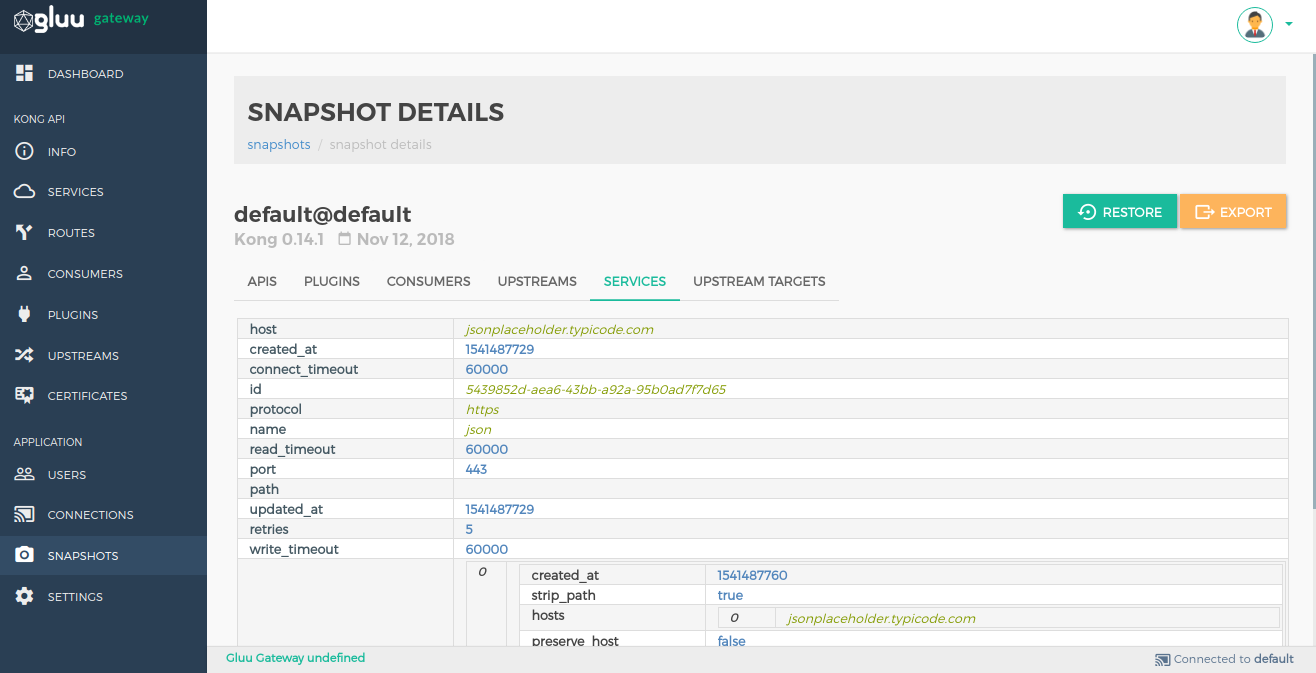 gluu gateway
DASHBOARD
KONG API
INFO
SERVICES
ROUTES
CONSUMERS
PLUGINS
UPSTREAMS
CERTIFICATES
APPLICATION
USERS
CONNECTIONS
SNAPSHOTS
SETTINGS
SNAPSHOT DETAILS
snapshots / snapshot details
default@default
Kong 0.14.1 Nov 12, 2018
RESTORE EXPORT
APIS PLUGINS CONSUMERS UPSTREAMS SERVICES UPSTREAM TARGETS
host jsonplaceholder.typicode.com
created_at 1541487729
connect_timeout 60000
id 5439852d-aea6-43bb-a92a-95b0ad7f7d65
protocol https
name json
read_timeout 60000
port 443
path
updated_at 1541487729
retries 5
write_timeout 60000
0 created_at 1541487760
strip_path true
hosts 0 jsonplaceholder.typicode.com
preserve_host false
Gluu Gateway undefined
Connected to default